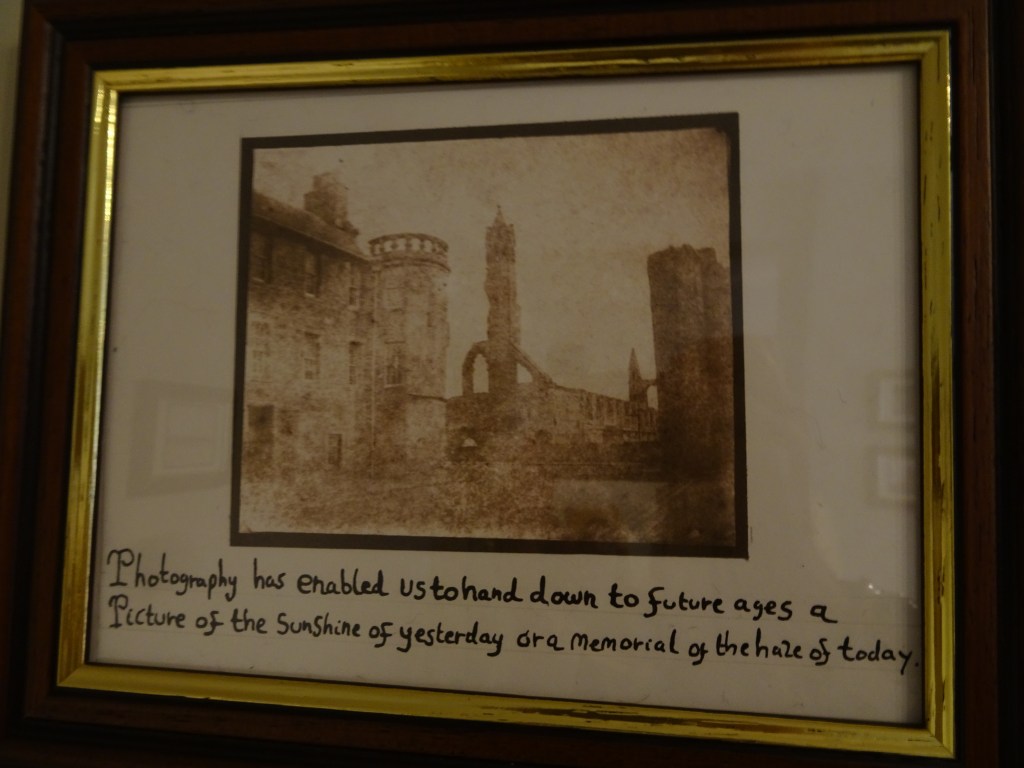 Photography has enabled us to hand down to future ages a
Picture of the Sunshine of yesterday or a memorial of the haze of today.